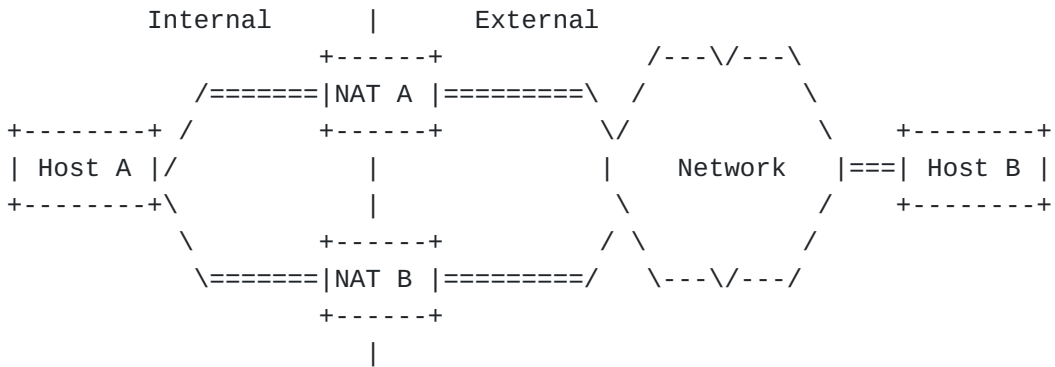 Internal | External
NAT A
Host A
Network
Host B
NAT B